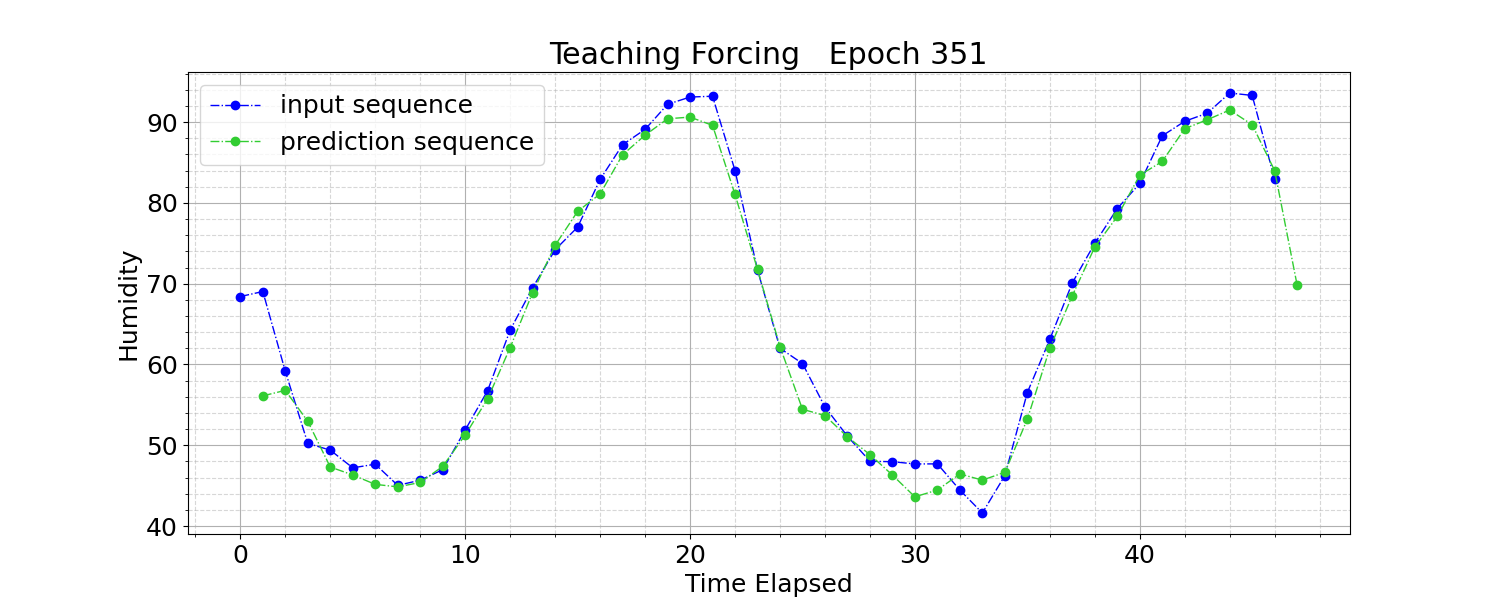 Teaching Forcing   Epoch 351
input sequence
prediction sequence
Humidity
90
80
70
60
50
40
0 10 20 30 40
Time Elapsed